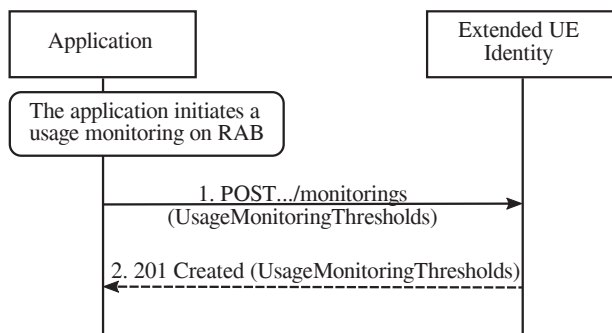 Application
Extended UE
Identity
The application initiates a
usage monitoring on RAB
1. POST.../monitorings
(UsageMonitoringThresholds)
2. 201 Created (UsageMonitoringThresholds)